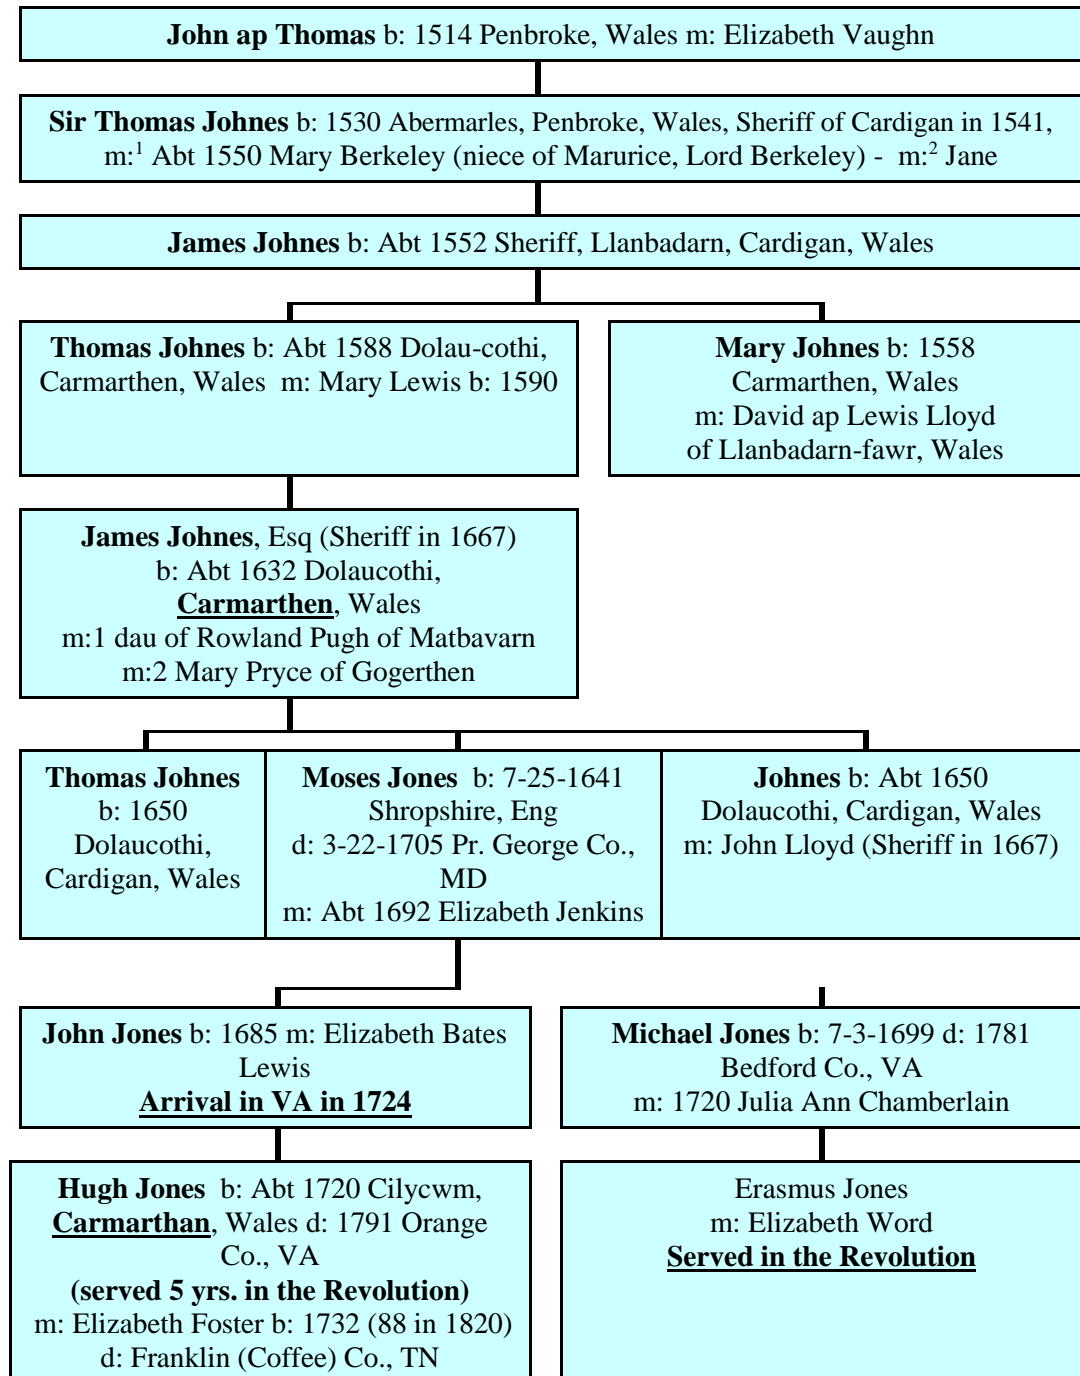 John ap Thomas b: 1514 Penbroke, Wales m: Elizabeth Vaughn
Sir Thomas Johnes b: 1530 Abermarles, Penbroke, Wales, Sheriff of Cardigan in 1541,
m:1 Abt 1550 Mary Berkeley (niece of Marurice, Lord Berkeley) - m:2 Jane
James Johnes b: Abt 1552 Sheriff, Llanbadarn, Cardigan, Wales
Thomas Johnes b: Abt 1588 Dolau-cothi,
Carmarthen, Wales m: Mary Lewis b: 1590
Mary Johnes b: 1558
Carmarthen, Wales
m: David ap Lewis Lloyd
of Llanbadarn-fawr, Wales
James Johnes, Esq (Sheriff in 1667)
b: Abt 1632 Dolaucothi,
Carmarthen, Wales
m:1 dau of Rowland Pugh of Matbavarn
m:2 Mary Pryce of Gogerthen
Thomas Johnes
b: 1650
Dolaucothi,
Cardigan, Wales
Moses Jones b: 7-25-1641
Shropshire, Eng
d: 3-22-1705 Pr. George Co.,
MD
m: Abt 1692 Elizabeth Jenkins
Johnes b: Abt 1650
Dolaucothi, Cardigan, Wales
m: John Lloyd (Sheriff in 1667)
John Jones b: 1685 m: Elizabeth Bates
Lewis
Arrival in VA in 1724
Michael Jones b: 7-3-1699 d: 1781
Bedford Co., VA
m: 1720 Julia Ann Chamberlain
Hugh Jones b: Abt 1720 Cilycwm,
Carmarthan, Wales d: 1791 Orange
Co., VA
(served 5 yrs. in the Revolution)
m: Elizabeth Foster b: 1732 (88 in 1820)
d: Franklin (Coffee) Co., TN
Erasmus Jones
m: Elizabeth Word
Served in the Revolution